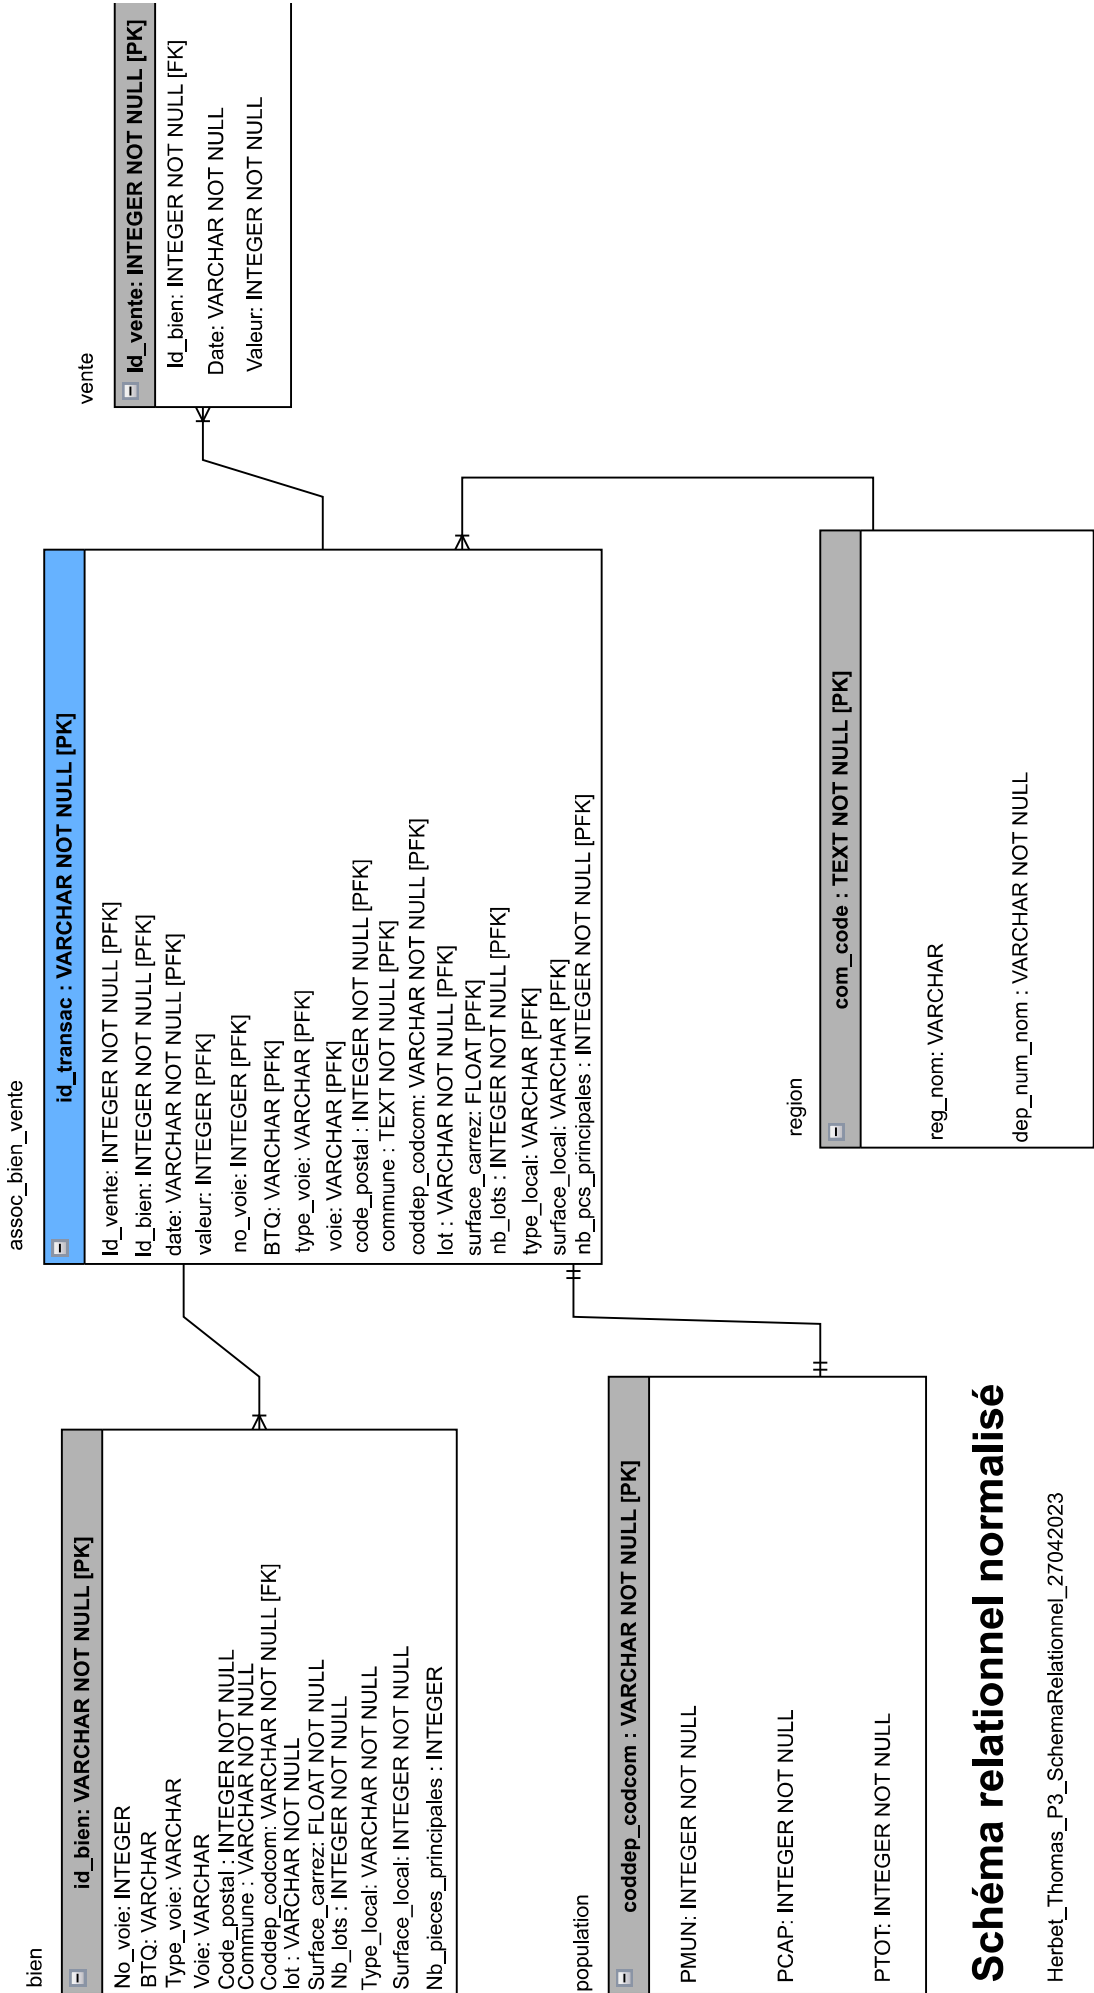 bien
id_bien: VARCHAR NOT NULL [PK]
No_voie: INTEGER
BTQ: VARCHAR
Type_voie: VARCHAR
Voie: VARCHAR
Code_postal : INTEGER NOT NULL
Commune : VARCHAR NOT NULL
Coddep_codcom: VARCHAR NOT NULL [FK]
lot : VARCHAR NOT NULL
Surface_carrez: FLOAT NOT NULL
Nb_lots : INTEGER NOT NULL
Type_local: VARCHAR NOT NULL
Surface_local: INTEGER NOT NULL
Nb_pieces_principales : INTEGER
assoc_bien_vente
id_transac : VARCHAR NOT NULL [PK]
Id_vente: INTEGER NOT NULL [PFK]
Id_bien: INTEGER NOT NULL [PFK]
date: VARCHAR NOT NULL [PFK]
valeur: INTEGER [PFK]
no_voie: INTEGER [PFK]
BTQ: VARCHAR [PFK]
type_voie: VARCHAR [PFK]
voie: VARCHAR [PFK]
code_postal : INTEGER NOT NULL [PFK]
commune : TEXT NOT NULL [PFK]
coddep_codcom: VARCHAR NOT NULL [PFK]
lot : VARCHAR NOT NULL [PFK]
surface_carrez: FLOAT [PFK]
nb_lots : INTEGER NOT NULL [PFK]
type_local: VARCHAR [PFK]
surface_local: VARCHAR [PFK]
nb_pcs_principales : INTEGER NOT NULL [PFK]
vente
Id_vente: INTEGER NOT NULL [PK]
Id_bien: INTEGER NOT NULL [FK]
Date: VARCHAR NOT NULL
Valeur: INTEGER NOT NULL
population
coddep_codcom : VARCHAR NOT NULL [PK]
PMUN: INTEGER NOT NULL
PCAP: INTEGER NOT NULL
PTOT: INTEGER NOT NULL
region
com_code : TEXT NOT NULL [PK]
reg_nom: VARCHAR
dep_num_nom : VARCHAR NOT NULL
Schéma relationnel normalisé
Herbet_Thomas_P3_SchemaRelationnel_27042023